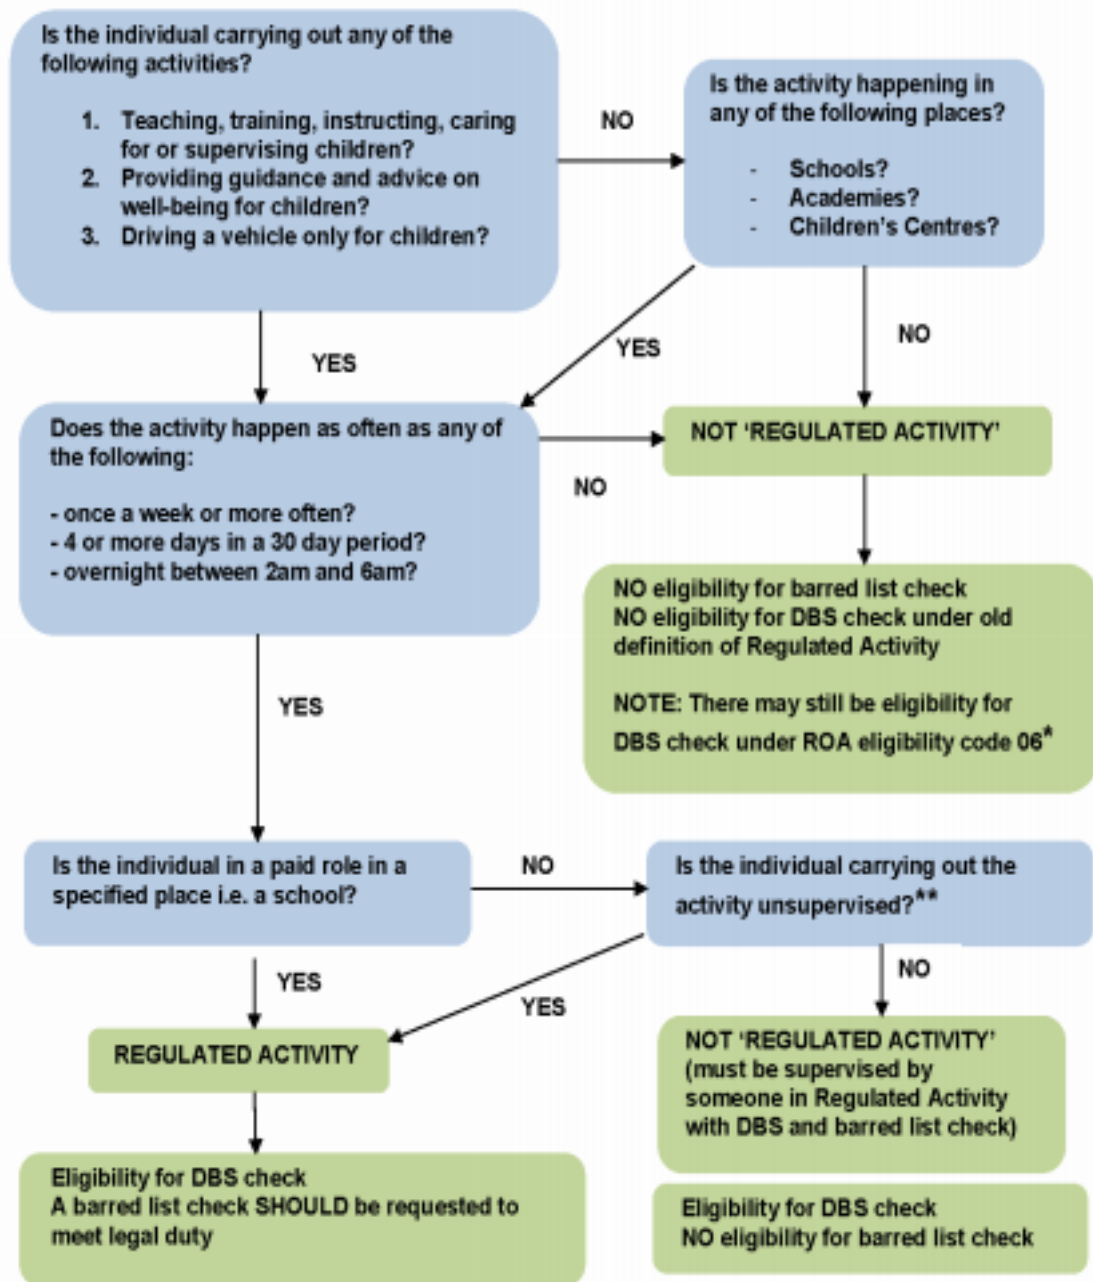 Is the individual carrying out any of the
following activities?
1. Teaching, training, instructing, caring
for or supervising children?
2. Providing guidance and advice on
well-being for children?
3. Driving a vehicle only for children?
NO
Is the activity happening in
any of the following places?
- Schools?
- Academies?
- Children's Centres?
YES
YES
NO
Does the activity happen as often as any of
the following:
- once a week or more often?
- 4 or more days in a 30 day period?
- overnight between 2am and 6am?
NO
NOT ‘REGULATED ACTIVITY’
NO eligibility for barred list check
NO eligibility for DBS check under old
definition of Regulated Activity
NOTE: There may still be eligibility for
DBS check under ROA eligibility code 06*
YES
Is the individual in a paid role in a
specified place i.e. a school?
NO
Is the individual carrying out the
activity unsupervised?**
YES
YES
NO
REGULATED ACTIVITY
NOT ‘REGULATED ACTIVITY’
(must be supervised by
someone in Regulated Activity
with DBS and barred list check)
Eligibility for DBS check
A barred list check SHOULD be requested to
meet legal duty
Eligibility for DBS check
NO eligibility for barred list check